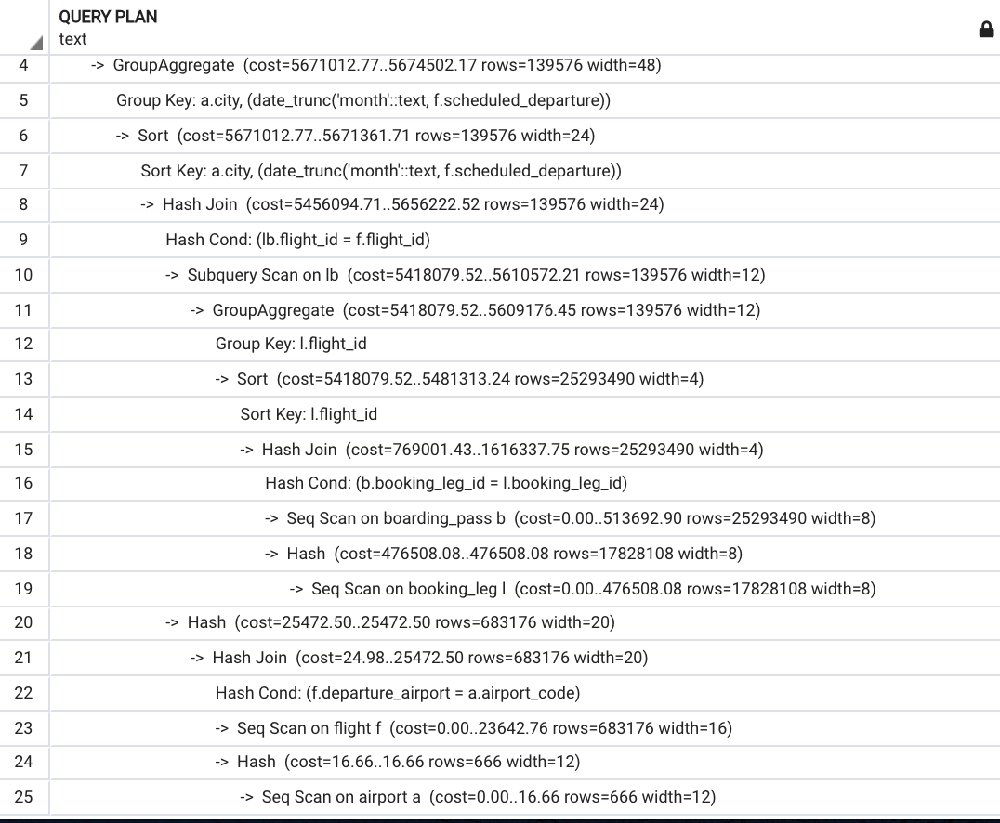 QUERY PLAN
text
4 -> GroupAggregate (cost=5671012.77..5674502.17 rows=139576 width=48)
5 Group Key: a.city, (date_trunc('month'::text, f.scheduled_departure))
6 -> Sort (cost=5671012.77..5671361.71 rows=139576 width=24)
7 Sort Key: a.city, (date_trunc('month'::text, f.scheduled_departure))
8 -> Hash Join (cost=5456094.71..5656222.52 rows=139576 width=24)
9 Hash Cond: (lb.flight_id = f.flight_id)
10 -> Subquery Scan on lb (cost=5418079.52..5610572.21 rows=139576 width=12)
11 -> GroupAggregate (cost=5418079.52..5609176.45 rows=139576 width=12)
12 Group Key: l.flight_id
13 -> Sort (cost=5418079.52..5481313.24 rows=25293490 width=4)
14 Sort Key: l.flight_id
15 -> Hash Join (cost=769001.43..1616337.75 rows=25293490 width=4)
16 Hash Cond: (b.booking_leg_id = l.booking_leg_id)
17 -> Seq Scan on boarding_pass b (cost=0.00..513692.90 rows=25293490 width=8)
18 -> Hash (cost=476508.08..476508.08 rows=17828108 width=8)
19 -> Seq Scan on booking_leg l (cost=0.00..476508.08 rows=17828108 width=8)
20 -> Hash (cost=25472.50..25472.50 rows=683176 width=20)
21 -> Hash Join (cost=24.98..25472.50 rows=683176 width=20)
22 Hash Cond: (f.departure_airport = a.airport_code)
23 -> Seq Scan on flight f (cost=0.00..23642.76 rows=683176 width=16)
24 -> Hash (cost=16.66..16.66 rows=666 width=12)
25 -> Seq Scan on airport a (cost=0.00..16.66 rows=666 width=12)